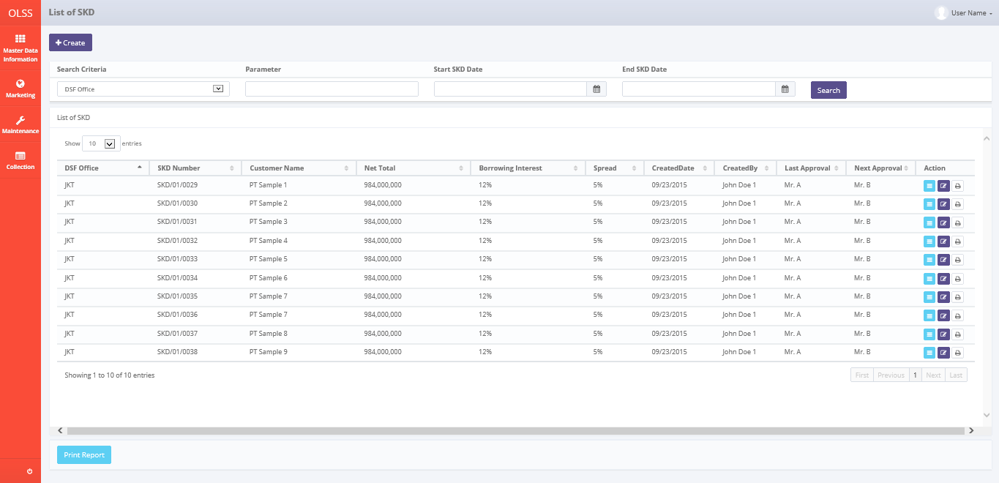 OLSS
List of SKD
User Name
Master Data
Information
Marketing
Maintenance
Collection
Create
Search Criteria Parameter Start SKD Date End SKD Date
DSF Office
Search
List of SKD
Show 10 entries
DSF Office SKD Number Customer Name Net Total Borrowing Interest Spread CreatedDate CreatedBy Last Approval Next Approval Action
JKT SKD/01/0029 PT Sample 1 984,000,000 12% 5% 09/23/2015 John Doe 1 Mr. A Mr. B
JKT SKD/01/0030 PT Sample 2 984,000,000 12% 5% 09/23/2015 John Doe 1 Mr. A Mr. B
JKT SKD/01/0031 PT Sample 3 984,000,000 12% 5% 09/23/2015 John Doe 1 Mr. A Mr. B
JKT SKD/01/0032 PT Sample 4 984,000,000 12% 5% 09/23/2015 John Doe 1 Mr. A Mr. B
JKT SKD/01/0033 PT Sample 5 984,000,000 12% 5% 09/23/2015 John Doe 1 Mr. A Mr. B
JKT SKD/01/0034 PT Sample 6 984,000,000 12% 5% 09/23/2015 John Doe 1 Mr. A Mr. B
JKT SKD/01/0035 PT Sample 7 984,000,000 12% 5% 09/23/2015 John Doe 1 Mr. A Mr. B
JKT SKD/01/0036 PT Sample 7 984,000,000 12% 5% 09/23/2015 John Doe 1 Mr. A Mr. B
JKT SKD/01/0037 PT Sample 8 984,000,000 12% 5% 09/23/2015 John Doe 1 Mr. A Mr. B
JKT SKD/01/0038 PT Sample 9 984,000,000 12% 5% 09/23/2015 John Doe 1 Mr. A Mr. B
Showing 1 to 10 of 10 entries
First Previous 1 Next Last
Print Report